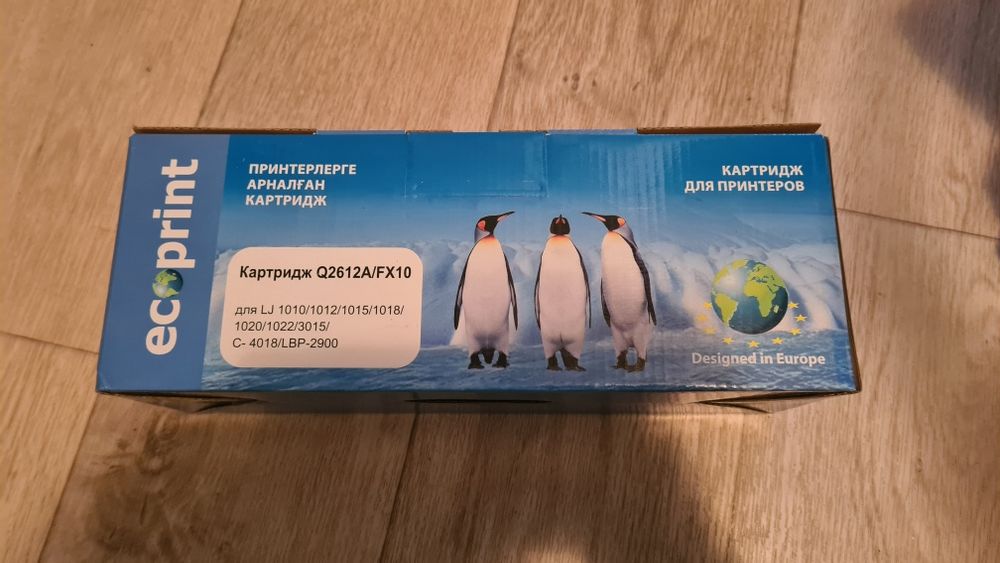 ecoprint
ПРИНТЕРЛЕРГЕ
АРНАЛҒАН
КАРТРИДЖ
КАРТРИДЖ
ДЛЯ ПРИНТЕРОВ
Картридж Q2612A/FX10
для LJ 1010/1012/1015/1018/
1020/1022/3015/
C- 4018/LBP-2900
Designed in Europe